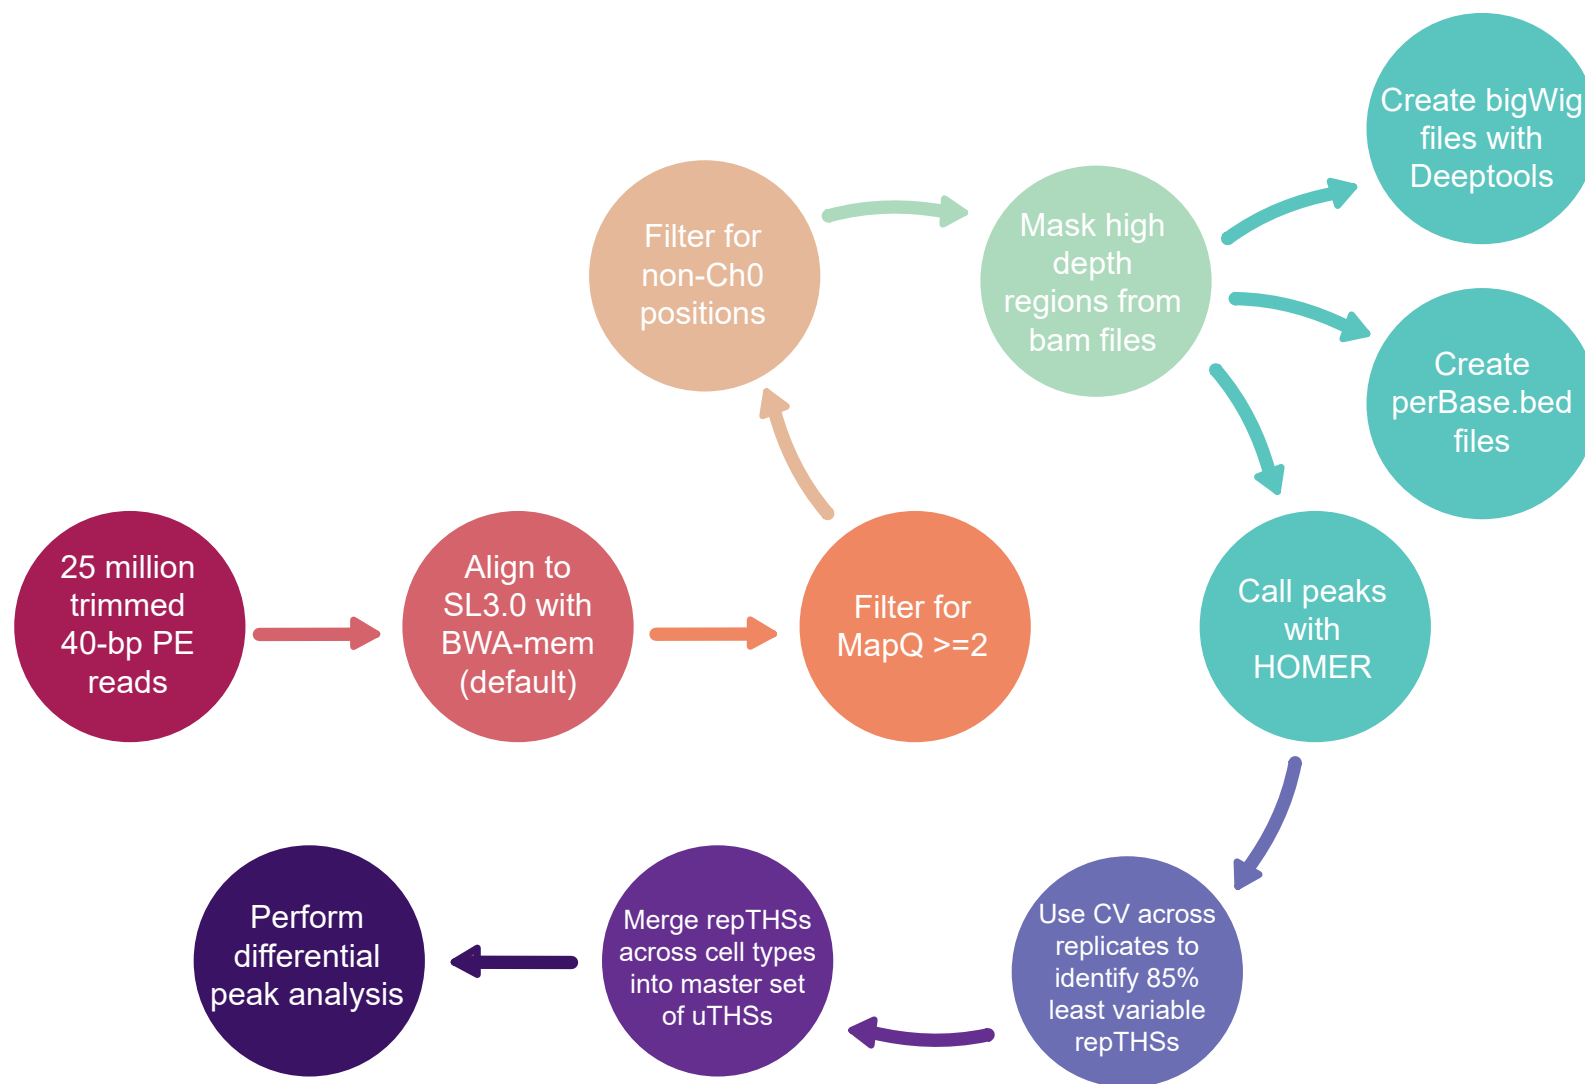 25 million
trimmed
40-bp PE
reads
Align to
SL3.0 with
BWA-mem
(default)
Filter for
MapQ >=2
Filter for
non-Ch0
positions
Mask high
depth
regions from
bam files
Create bigWig
files with
Deeptools
Create
perBase.bed
files
Call peaks
with
HOMER
Use CV across
replicates to
identify 85%
least variable
repTHSs
Merge repTHSs
across cell types
into master set
of uTHSs
Perform
differential
peak analysis